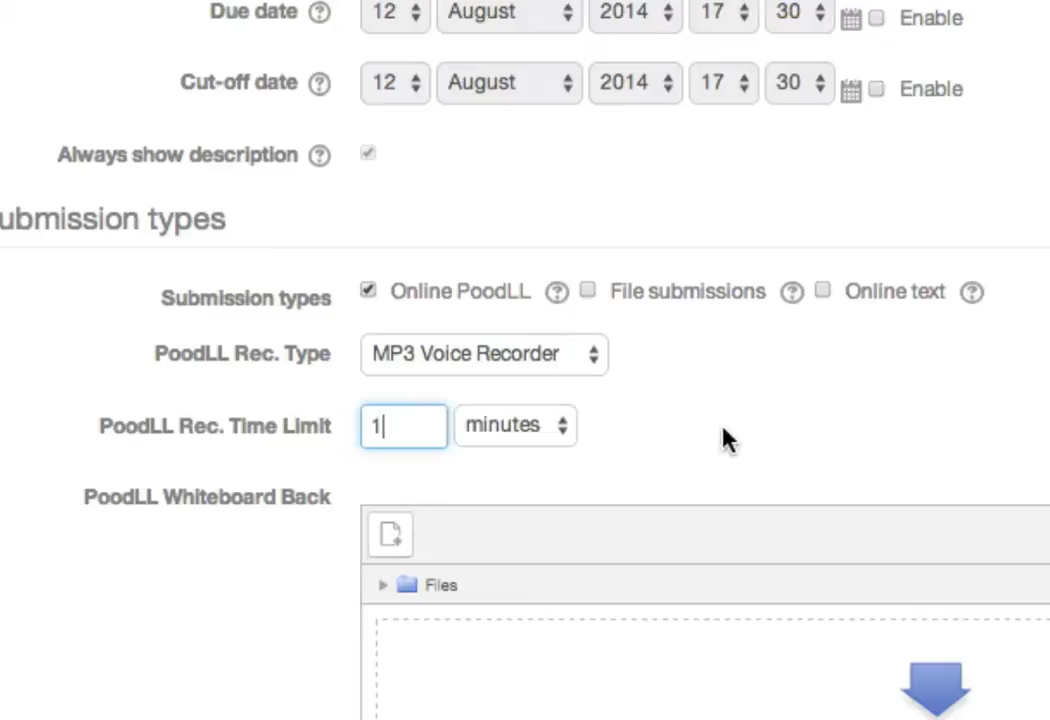 Due date ? 12 August 2014 17 30 Enable
Cut-off date ? 12 August 2014 17 30 Enable
Always show description ?
ubmission types
Submission types Online PoodLL ? File submissions ? Online text ?
PoodLL Rec. Type MP3 Voice Recorder
PoodLL Rec. Time Limit 1 minutes
PoodLL Whiteboard Back
Files